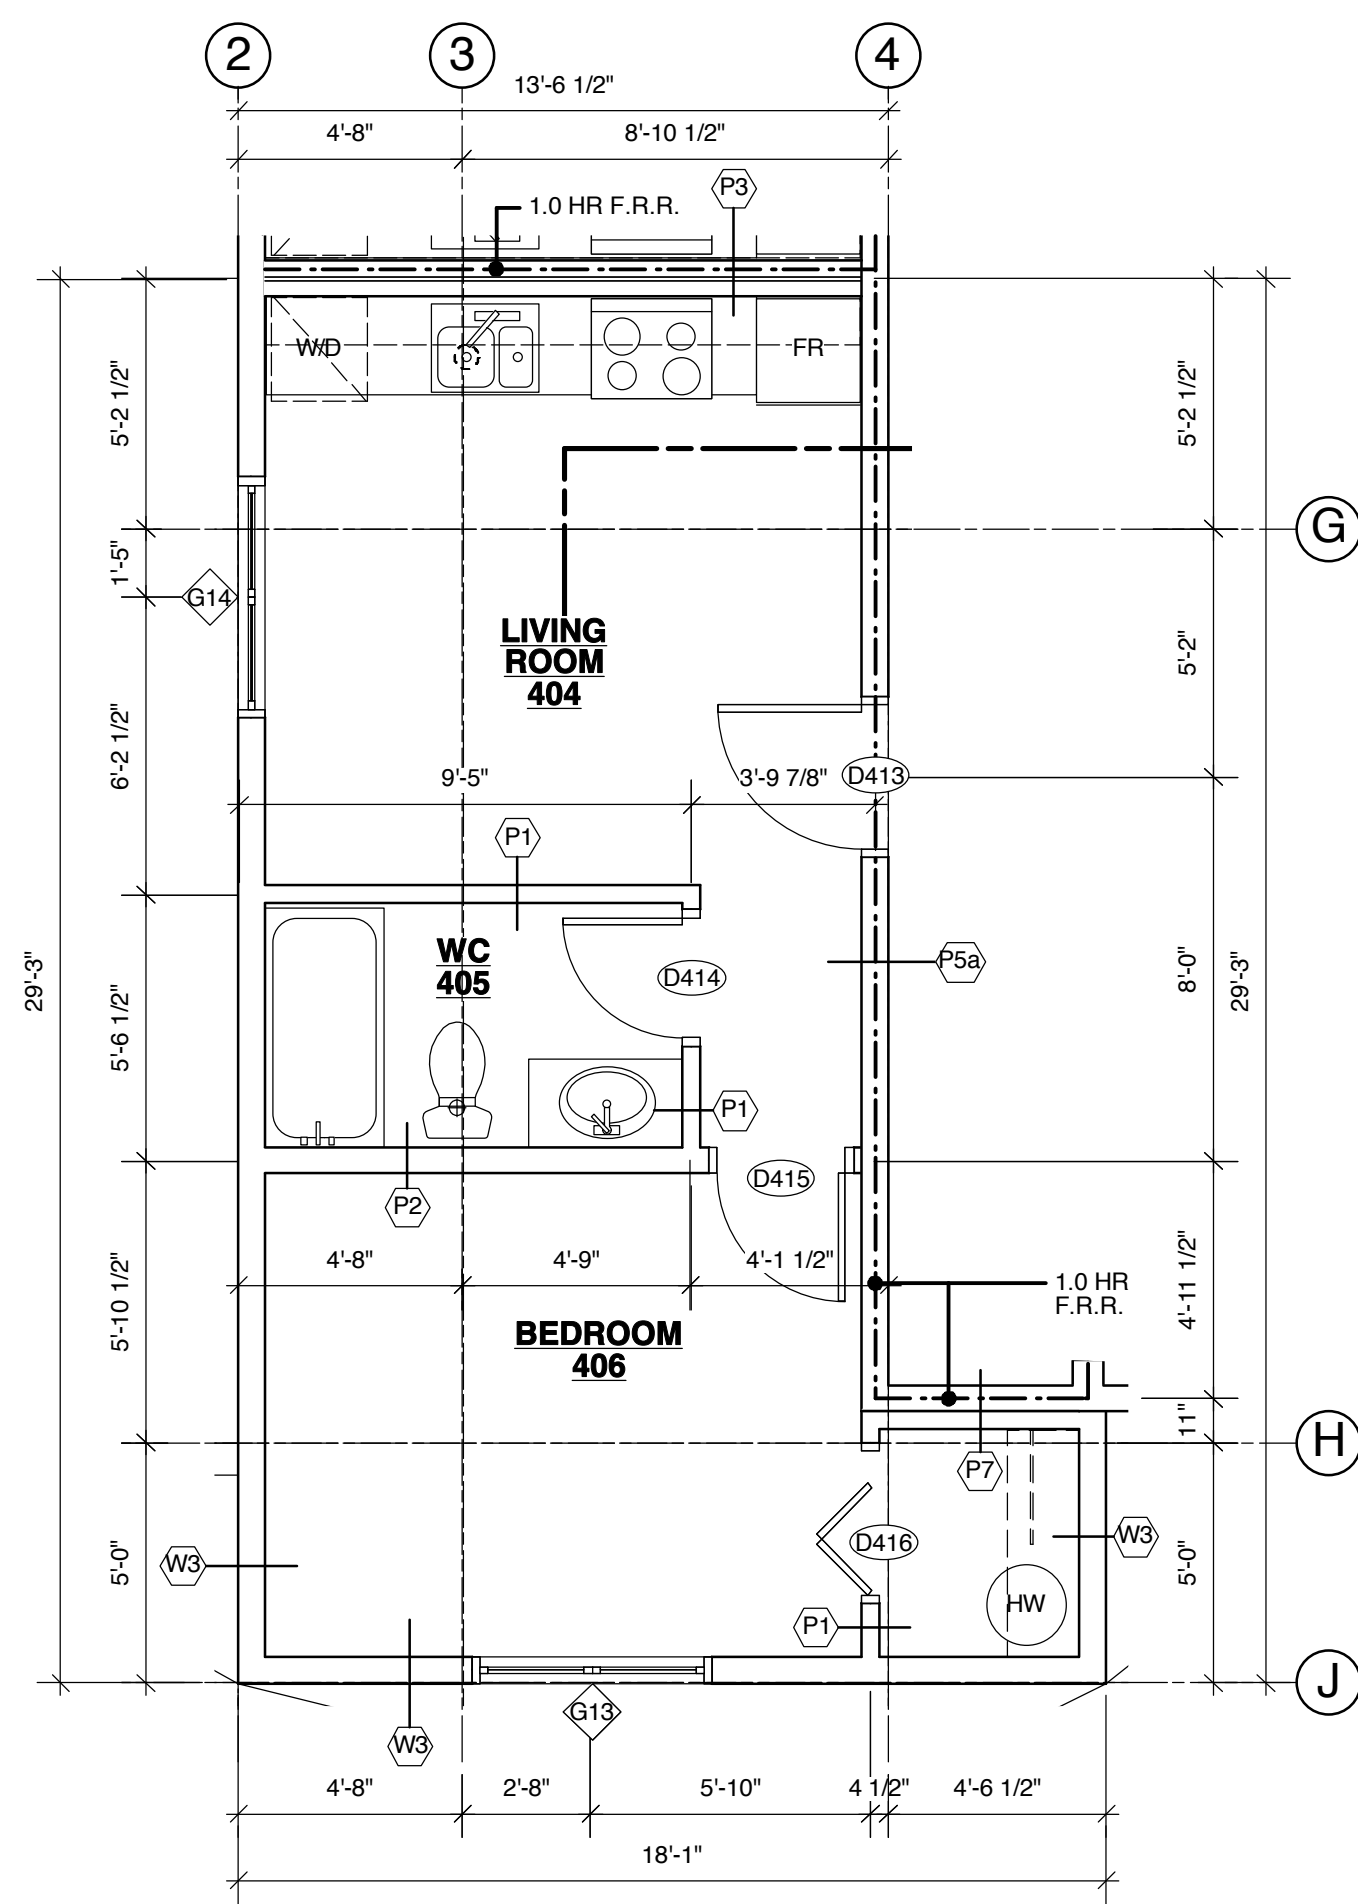 2
3
4
13'-6 1/2"
4'-8"
8'-10 1/2"
P3
1.0 HR F.R.R.
W/D
FR
5'-2 1/2"
5'-2 1/2"
G
1'-5"
G14
LIVING
ROOM
404
5'-2"
6'-2 1/2"
9'-5"
3'-9 7/8"
D413
P1
WC
405
D414
P5a
29'-3"
8'-0"
29'-3"
5'-6 1/2"
P1
D415
P2
4'-8"
4'-9"
4'-1 1/2"
5'-10 1/2"
4'-11 1/2"
1.0 HR
F.R.R.
BEDROOM
406
11"
H
P7
W3
D416
W3
5'-0"
5'-0"
HW
P1
J
G13
W3
4'-8"
2'-8"
5'-10"
4 1/2"
4'-6 1/2"
18'-1"